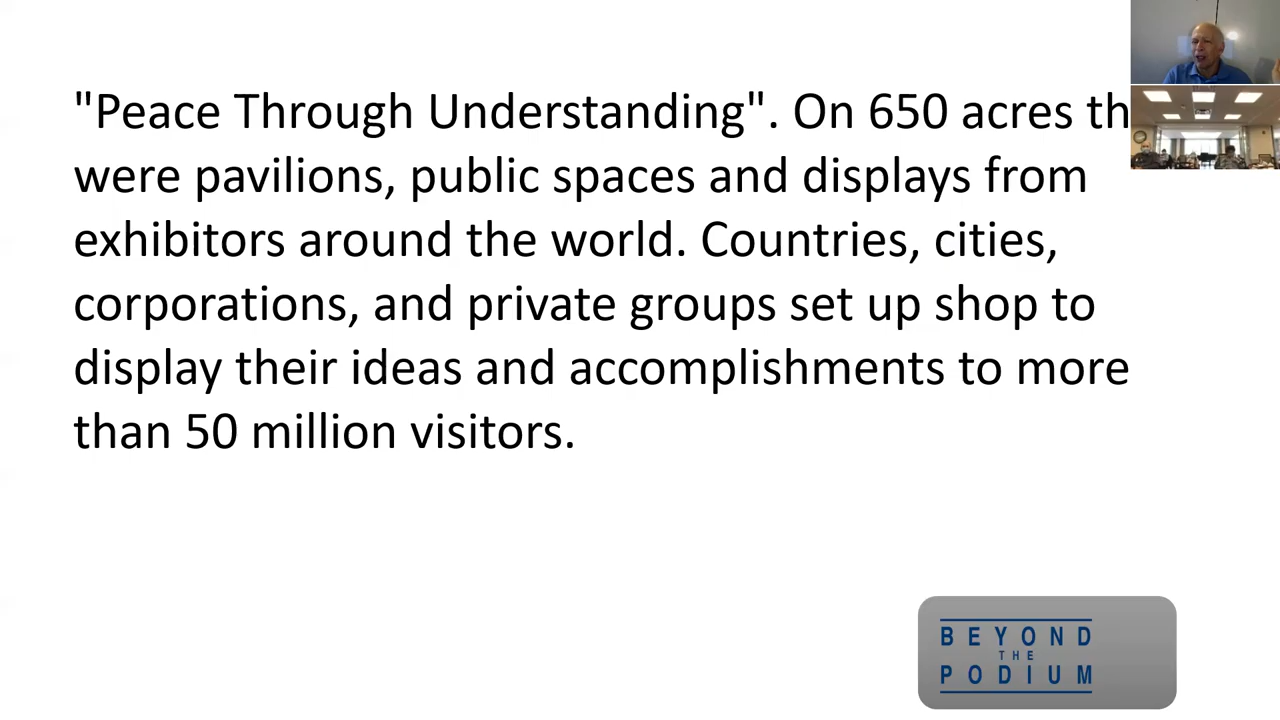 "Peace Through Understanding". On 650 acres th
were pavilions, public spaces and displays from
exhibitors around the world. Countries, cities,
corporations, and private groups set up shop to
display their ideas and accomplishments to more
than 50 million visitors.
BEYOND
THE
PODIUM